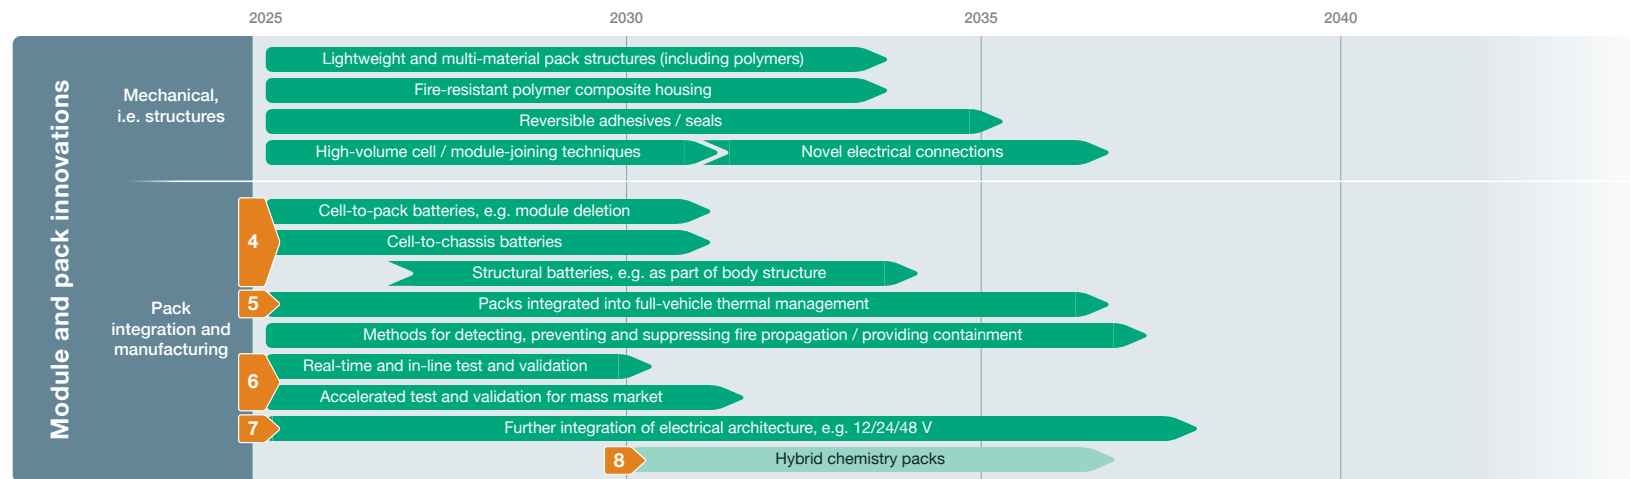 2025 2030 2035 2040
Module and pack innovations
Mechanical,
i.e. structures
Lightweight and multi-material pack structures (including polymers)
Fire-resistant polymer composite housing
Reversible adhesives / seals
High-volume cell / module-joining techniques
Novel electrical connections
Pack
integration and
manufacturing
4
Cell-to-pack batteries, e.g. module deletion
Cell-to-chassis batteries
Structural batteries, e.g. as part of body structure
5
Packs integrated into full-vehicle thermal management
Methods for detecting, preventing and suppressing fire propagation / providing containment
6
Real-time and in-line test and validation
Accelerated test and validation for mass market
7
Further integration of electrical architecture, e.g. 12/24/48 V
8
Hybrid chemistry packs